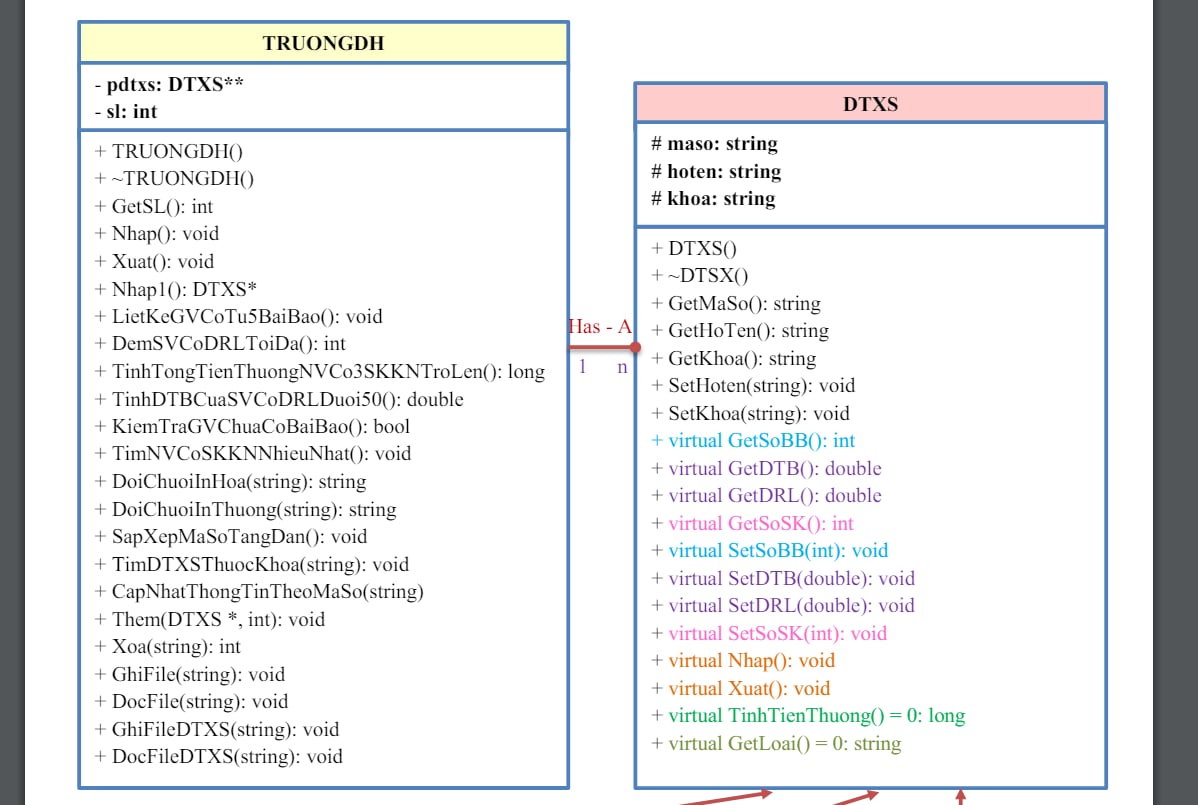 TRUONGDH
- pdtxs: DTXS**
- sl: int
+ TRUONGDH()
+ ~TRUONGDH()
+ GetSL(): int
+ Nhap(): void
+ Xuat(): void
+ Nhap1(): DTXS*
+ LietKeGVCoTu5BaiBao(): void
+ DemSVCoDRLToiDa(): int
+ TinhTongTienThuongNVCo3SKKNTroLen(): long
+ TinhDTBCuaSVCoDRLDuoi50(): double
+ KiemTraGVChuaCoBaiBao(): bool
+ TimNVCoSKKNNhieuNhat(): void
+ DoiChuoiInHoa(string): string
+ DoiChuoiInThuong(string): string
+ SapXepMaSoTangDan(): void
+ TimDTXSThuocKhoa(string): void
+ CapNhatThongTinTheoMaSo(string)
+ Them(DTXS *, int): void
+ Xoa(string): int
+ GhiFile(string): void
+ DocFile(string): void
+ GhiFileDTXS(string): void
+ DocFileDTXS(string): void
Has - A
1 n
DTXS
# maso: string
# hoten: string
# khoa: string
+ DTXS()
+ ~DTSX()
+ GetMaSo(): string
+ GetHoTen(): string
+ GetKhoa(): string
+ SetHoten(string): void
+ SetKhoa(string): void
+ virtual GetSoBB(): int
+ virtual GetDTB(): double
+ virtual GetDRL(): double
+ virtual GetSoSK(): int
+ virtual SetSoBB(int): void
+ virtual SetDTB(double): void
+ virtual SetDRL(double): void
+ virtual SetSoSK(int): void
+ virtual Nhap(): void
+ virtual Xuat(): void
+ virtual TinhTienThuong() = 0: long
+ virtual GetLoai() = 0: string